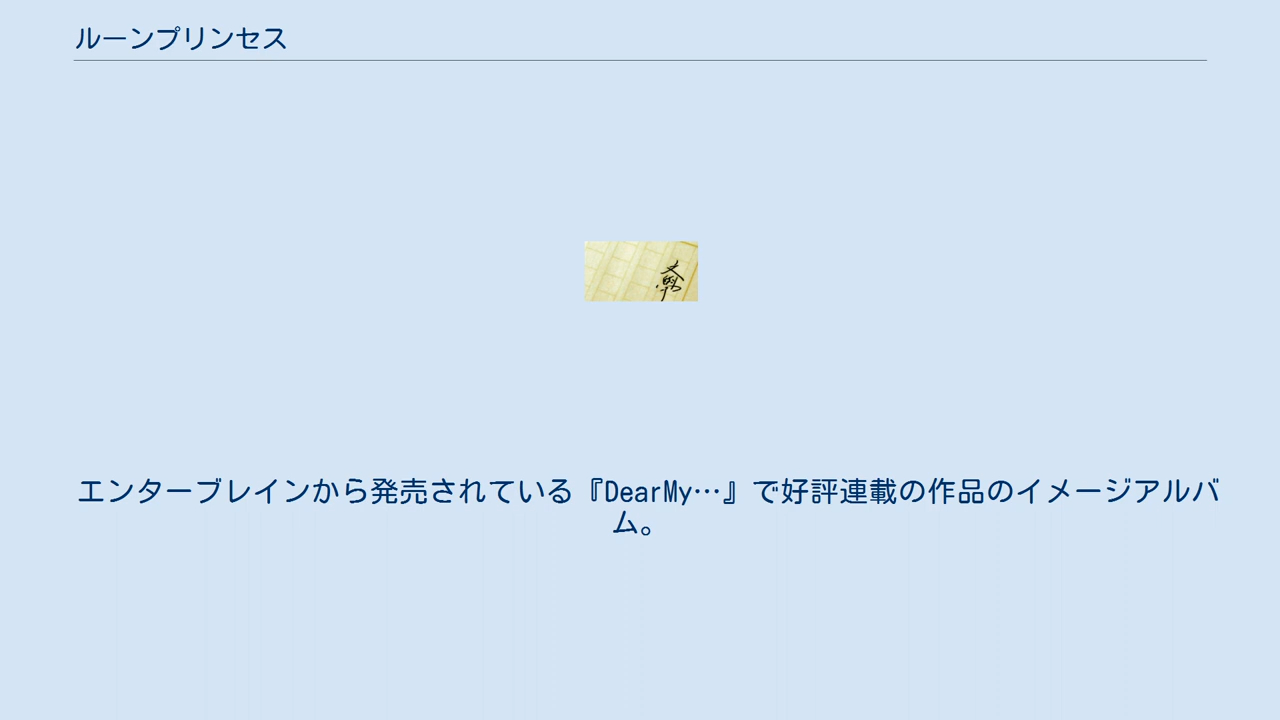 ルーンプリンセス
エンターブレインから発売されている『DearMy…』で好評連載の作品のイメージアルバ
ム。